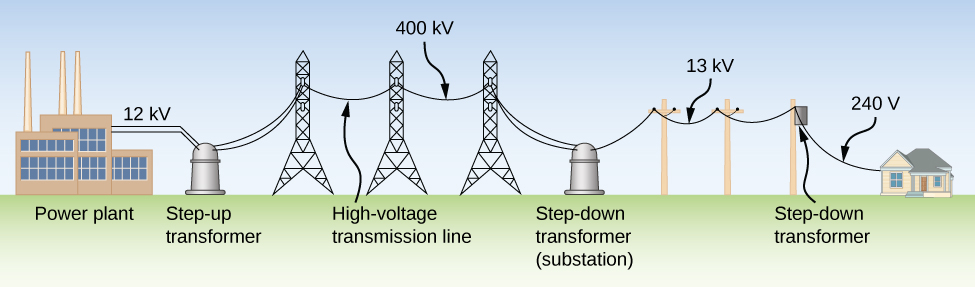 400 kV
13 kV
12 kV
240 V
Power plant
Step-up
transformer
High-voltage
transmission line
Step-down
transformer
(substation)
Step-down
transformer